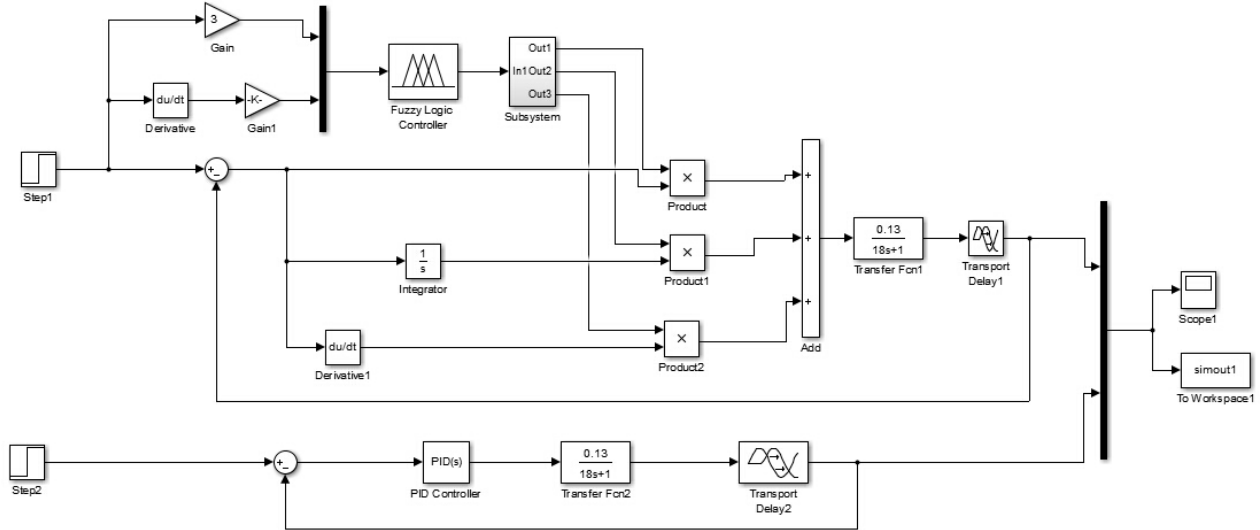 3
Gain
du/dt
Derivative
-K-
Gain1
Fuzzy Logic
Controller
Out1
In1 Out2
Out3
Subsystem
Step1
+
−
×
Product
1
s
Integrator
×
Product1
du/dt
Derivative1
×
Product2
+
+
+
Add
0.13
18s+1
Transfer Fcn1
Transport
Delay1
Scope1
simout1
To Workspace1
Step2
+
−
PID(s)
PID Controller
0.13
18s+1
Transfer Fcn2
Transport
Delay2